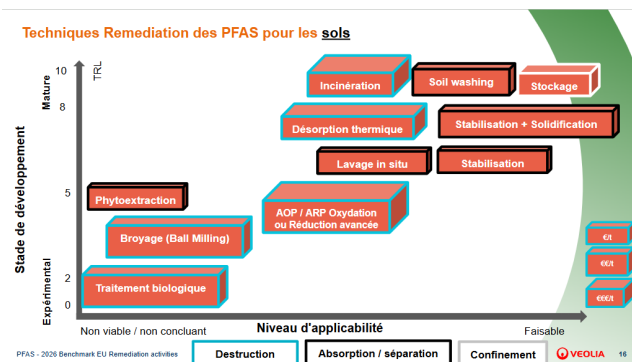 Techniques Remediation des PFAS pour les sols
Stade de développement
Mature
Expérimental
TRL
10
8
5
2
0
Incinération
Soil washing
Stockage
Désorption thermique
Stabilisation + Solidification
Lavage in situ
Stabilisation
Phytoextraction
AOP / ARP Oxydation
ou Réduction avancée
Broyage (Ball Milling)
Traitement biologique
€/t
€€/t
€€€/t
Non viable / non concluant
Niveau d'applicabilité
Faisable
PFAS - 2026 Benchmark EU Remediation activities
Destruction
Absorption / séparation
Confinement
VEOLIA
16